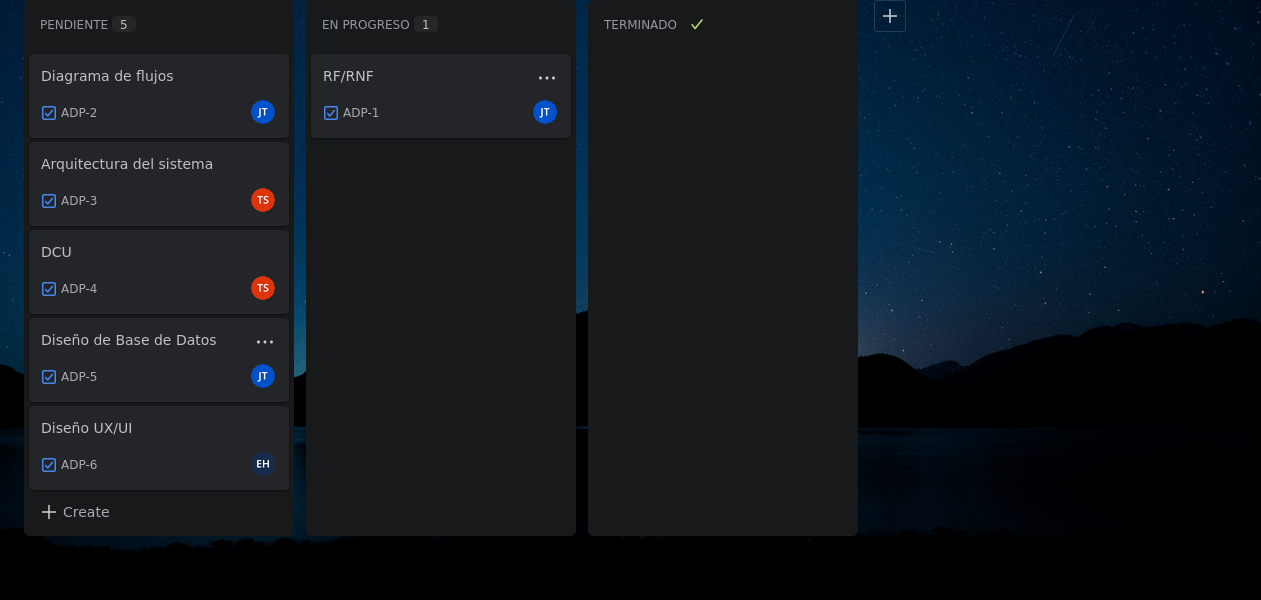 PENDIENTE 5
Diagrama de flujos
ADP-2 JT
Arquitectura del sistema
ADP-3 TS
DCU
ADP-4 TS
Diseño de Base de Datos
ADP-5 JT
Diseño UX/UI
ADP-6 EH
Create
EN PROGRESO 1
RF/RNF
ADP-1 JT
TERMINADO